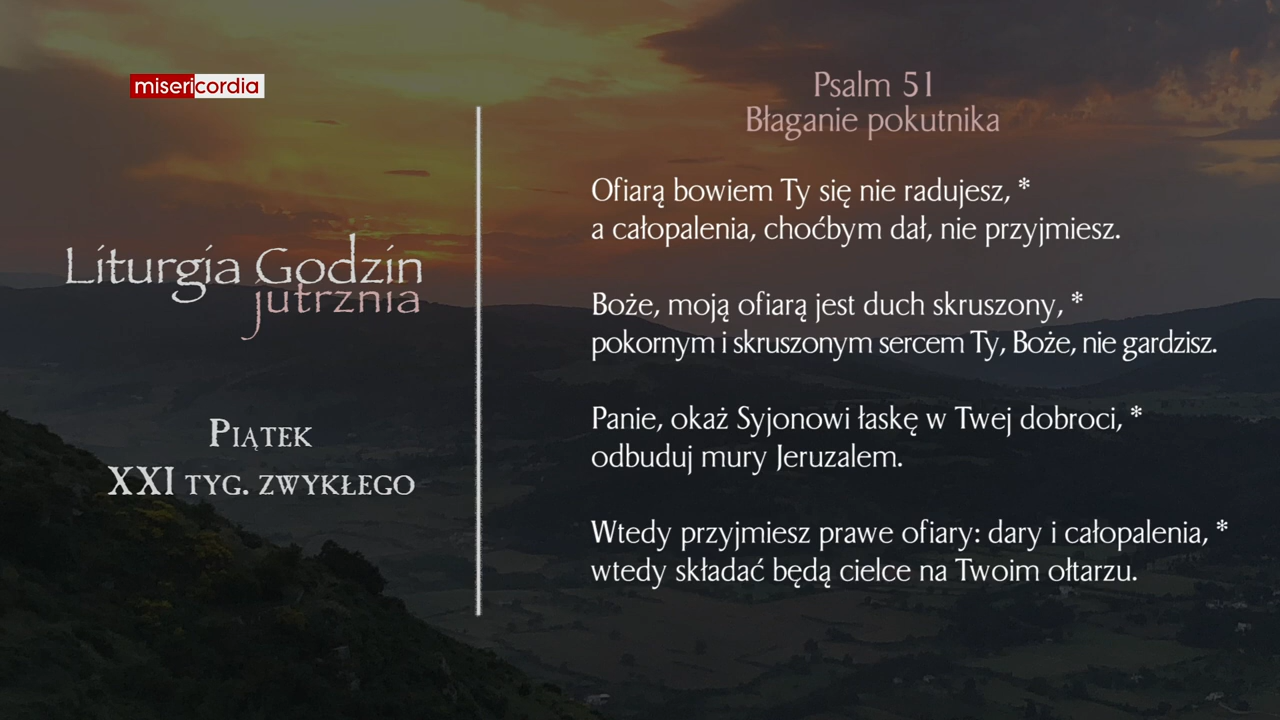 misericordia
Liturgia Godzin
jutrznia
Piątek
XXI tyg. zwykłego
Psalm 51
Błaganie pokutnika
Ofiarą bowiem Ty się nie radujesz, *
a całopalenia, choćbym dał, nie przyjmiesz.
Boże, moją ofiarą jest duch skruszony, *
pokornym i skruszonym sercem Ty, Boże, nie gardzisz.
Panie, okaż Syjonowi łaskę w Twej dobroci, *
odbuduj mury Jeruzalem.
Wtedy przyjmiesz prawe ofiary: dary i całopalenia, *
wtedy składać będą cielce na Twoim ołtarzu.